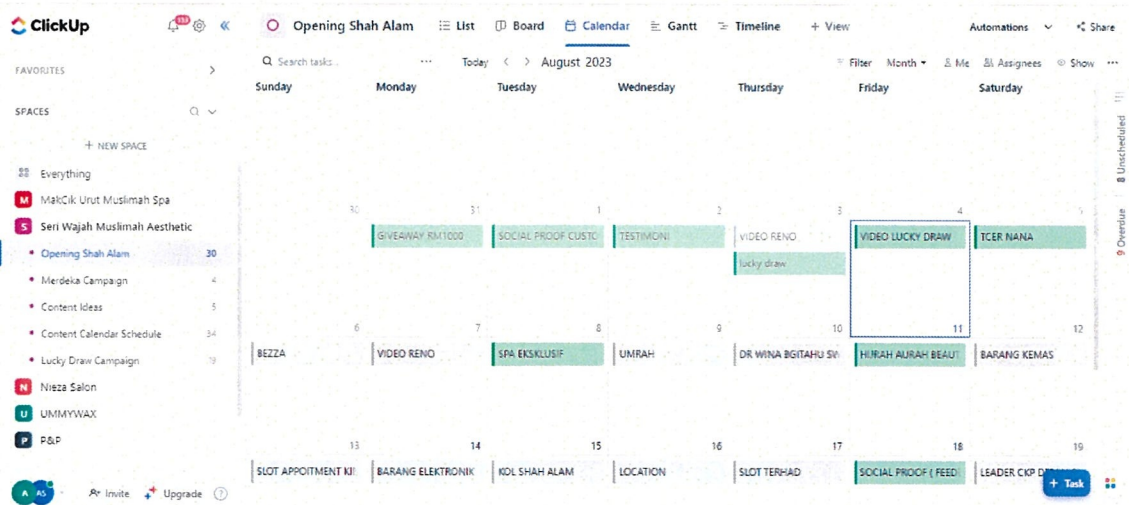 ClickUp
153
Opening Shah Alam
List
Board
Calendar
Gantt
Timeline
+ View
Automations
Share
FAVORITES
Search tasks...
Today
August 2023
Filter
Month
Me
Assignees
Show
Sunday Monday Tuesday Wednesday Thursday Friday Saturday
SPACES
+ NEW SPACE
Everything
M MakCik Urut Muslimah Spa
S Seri Wajah Muslimah Aesthetic
Opening Shah Alam 30
Merdeka Campaign 4
Content Ideas 5
Content Calendar Schedule 34
Lucky Draw Campaign 19
N Nieza Salon
U UMMYWAX
P P&P
A AS
Invite
Upgrade
?
30 31 1 2 3 4 5
GIVEAWAY RM1000
SOCIAL PROOF CUSTO
TESTIMONI
VIDEO RENO
VIDEO LUCKY DRAW
TCER NANA
lucky draw
6 7 8 9 10 11 12
BEZZA
VIDEO RENO
SPA EKSKLUSIF
UMRAH
DR WINA BGITAHU SW
HURAH AURAH BEAUT
BARANG KEMAS
13 14 15 16 17 18 19
SLOT APPOITMENT KI
BARANG ELEKTRONIK
KOL SHAH ALAM
LOCATION
SLOT TERHAD
SOCIAL PROOF ( FEED
LEADER CKP
+ Task
8 Unscheduled
9 Overdue